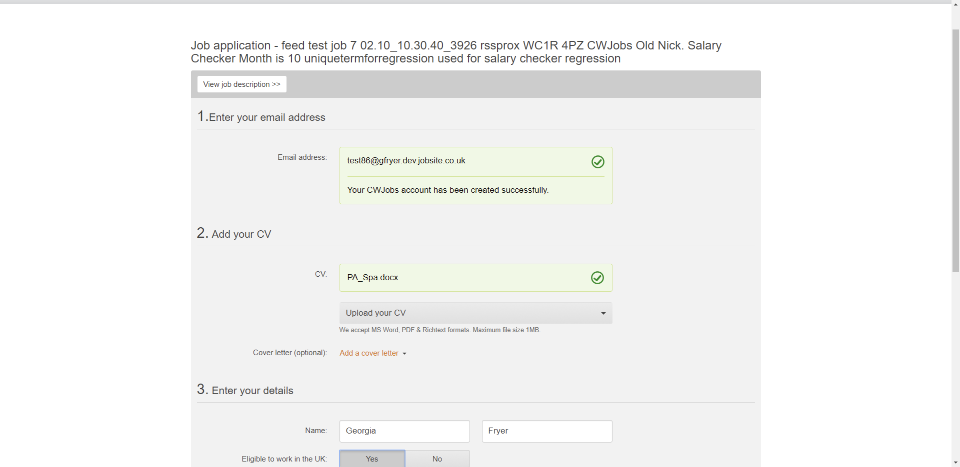 Job application - feed test job 7 02.10_10.30.40_3926 rssprox WC1R 4PZ CWJobs Old Nick. Salary
Checker Month is 10 uniquetermforregression used for salary checker regression
View job description >>
1.Enter your email address
Email address:
test86@gfryer.dev.jobsite.co.uk
Your CWJobs account has been created successfully.
2. Add your CV
CV:
PA_Spa.docx
Upload your CV
We accept MS Word, PDF & Richtext formats. Maximum file size 1MB
Cover letter (optional):
Add a cover letter
3. Enter your details
Name:
Georgia
Fryer
Eligible to work in the UK:
Yes
No